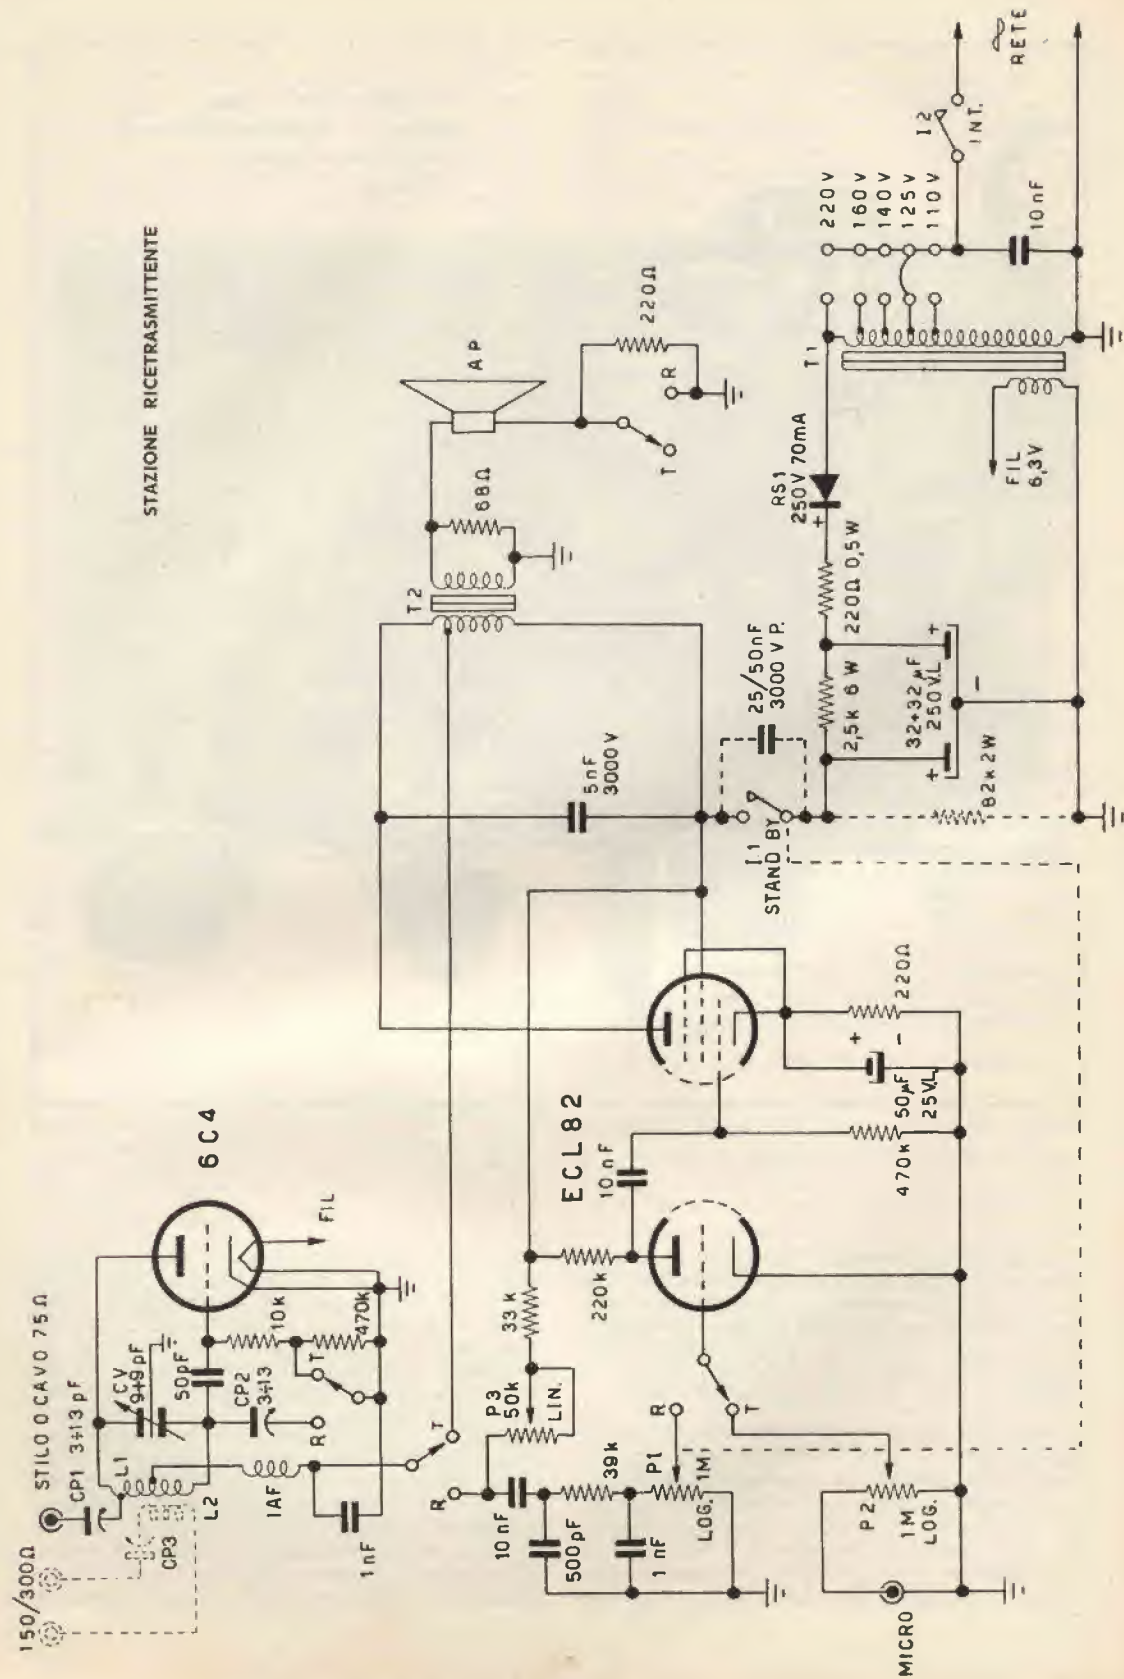 STAZIONE RICETRASMITTENTE
150/300Ω
STILO O CAVO 75Ω
CP1 3÷13pF
CP3
L1
L2
CV
9+9pF
50pF
CP2
3÷13
R
T
10k
470k
6C4
FIL
IAF
1nF
R
T
T2
68Ω
AP
220Ω
R
T
5nF
3000V
P3
50k
LIN.
33k
220k
ECL82
10nF
10nF
500pF
39k
1nF
P1
1M
LOG.
R
T
P2
1M
LOG.
MICRO
470k
50µF
25VL
+
-
220Ω
I1
STAND BY
25/50nF
3000VP.
2,5k 6W
220Ω 0,5W
32+32µF
250VL
+
+
-
82k 2W
RS1
250V 70mA
+
T1
FIL
6,3V
220V
160V
140V
125V
110V
10nF
I2
INT.
RETE